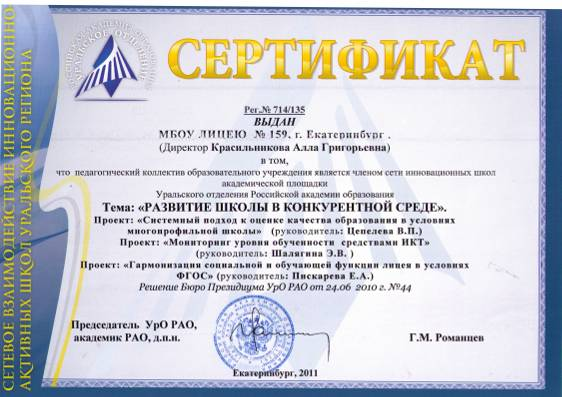 СЕТЕВОЕ ВЗАИМОДЕЙСТВИЕ ИННОВАЦИОННО
АКТИВНЫХ ШКОЛ УРАЛЬСКОГО РЕГИОНА
УРАЛЬСКОЕ ОТДЕЛЕНИЕ
СЕРТИФИКАТ
Рег.№ 714/135
ВЫДАН
МБОУ ЛИЦЕЮ № 159, г. Екатеринбург .
(Директор Красильникова Алла Григорьевна)
в том,
что педагогический коллектив образовательного учреждения является членом сети инновационных школ
академической площадки
Уральского отделения Российской академии образования
Тема: «РАЗВИТИЕ ШКОЛЫ В КОНКУРЕНТНОЙ СРЕДЕ».
Проект: «Системный подход к оценке качества образования в условиях
многопрофильной школы» (руководитель: Цепелева В.П.)
Проект: «Мониторинг уровня обученности средствами ИКТ»
(руководитель: Шалягина Э.В. )
Проект: «Гармонизация социальной и обучающей функции лицея в условиях
ФГОС» (руководитель: Пискарева Е.А.)
Решение Бюро Президиума УрО РАО от 24.06 2010 г. №44
Председатель УрО РАО,
академик РАО, д.п.н.
Г.М. Романцев
Екатеринбург, 2011